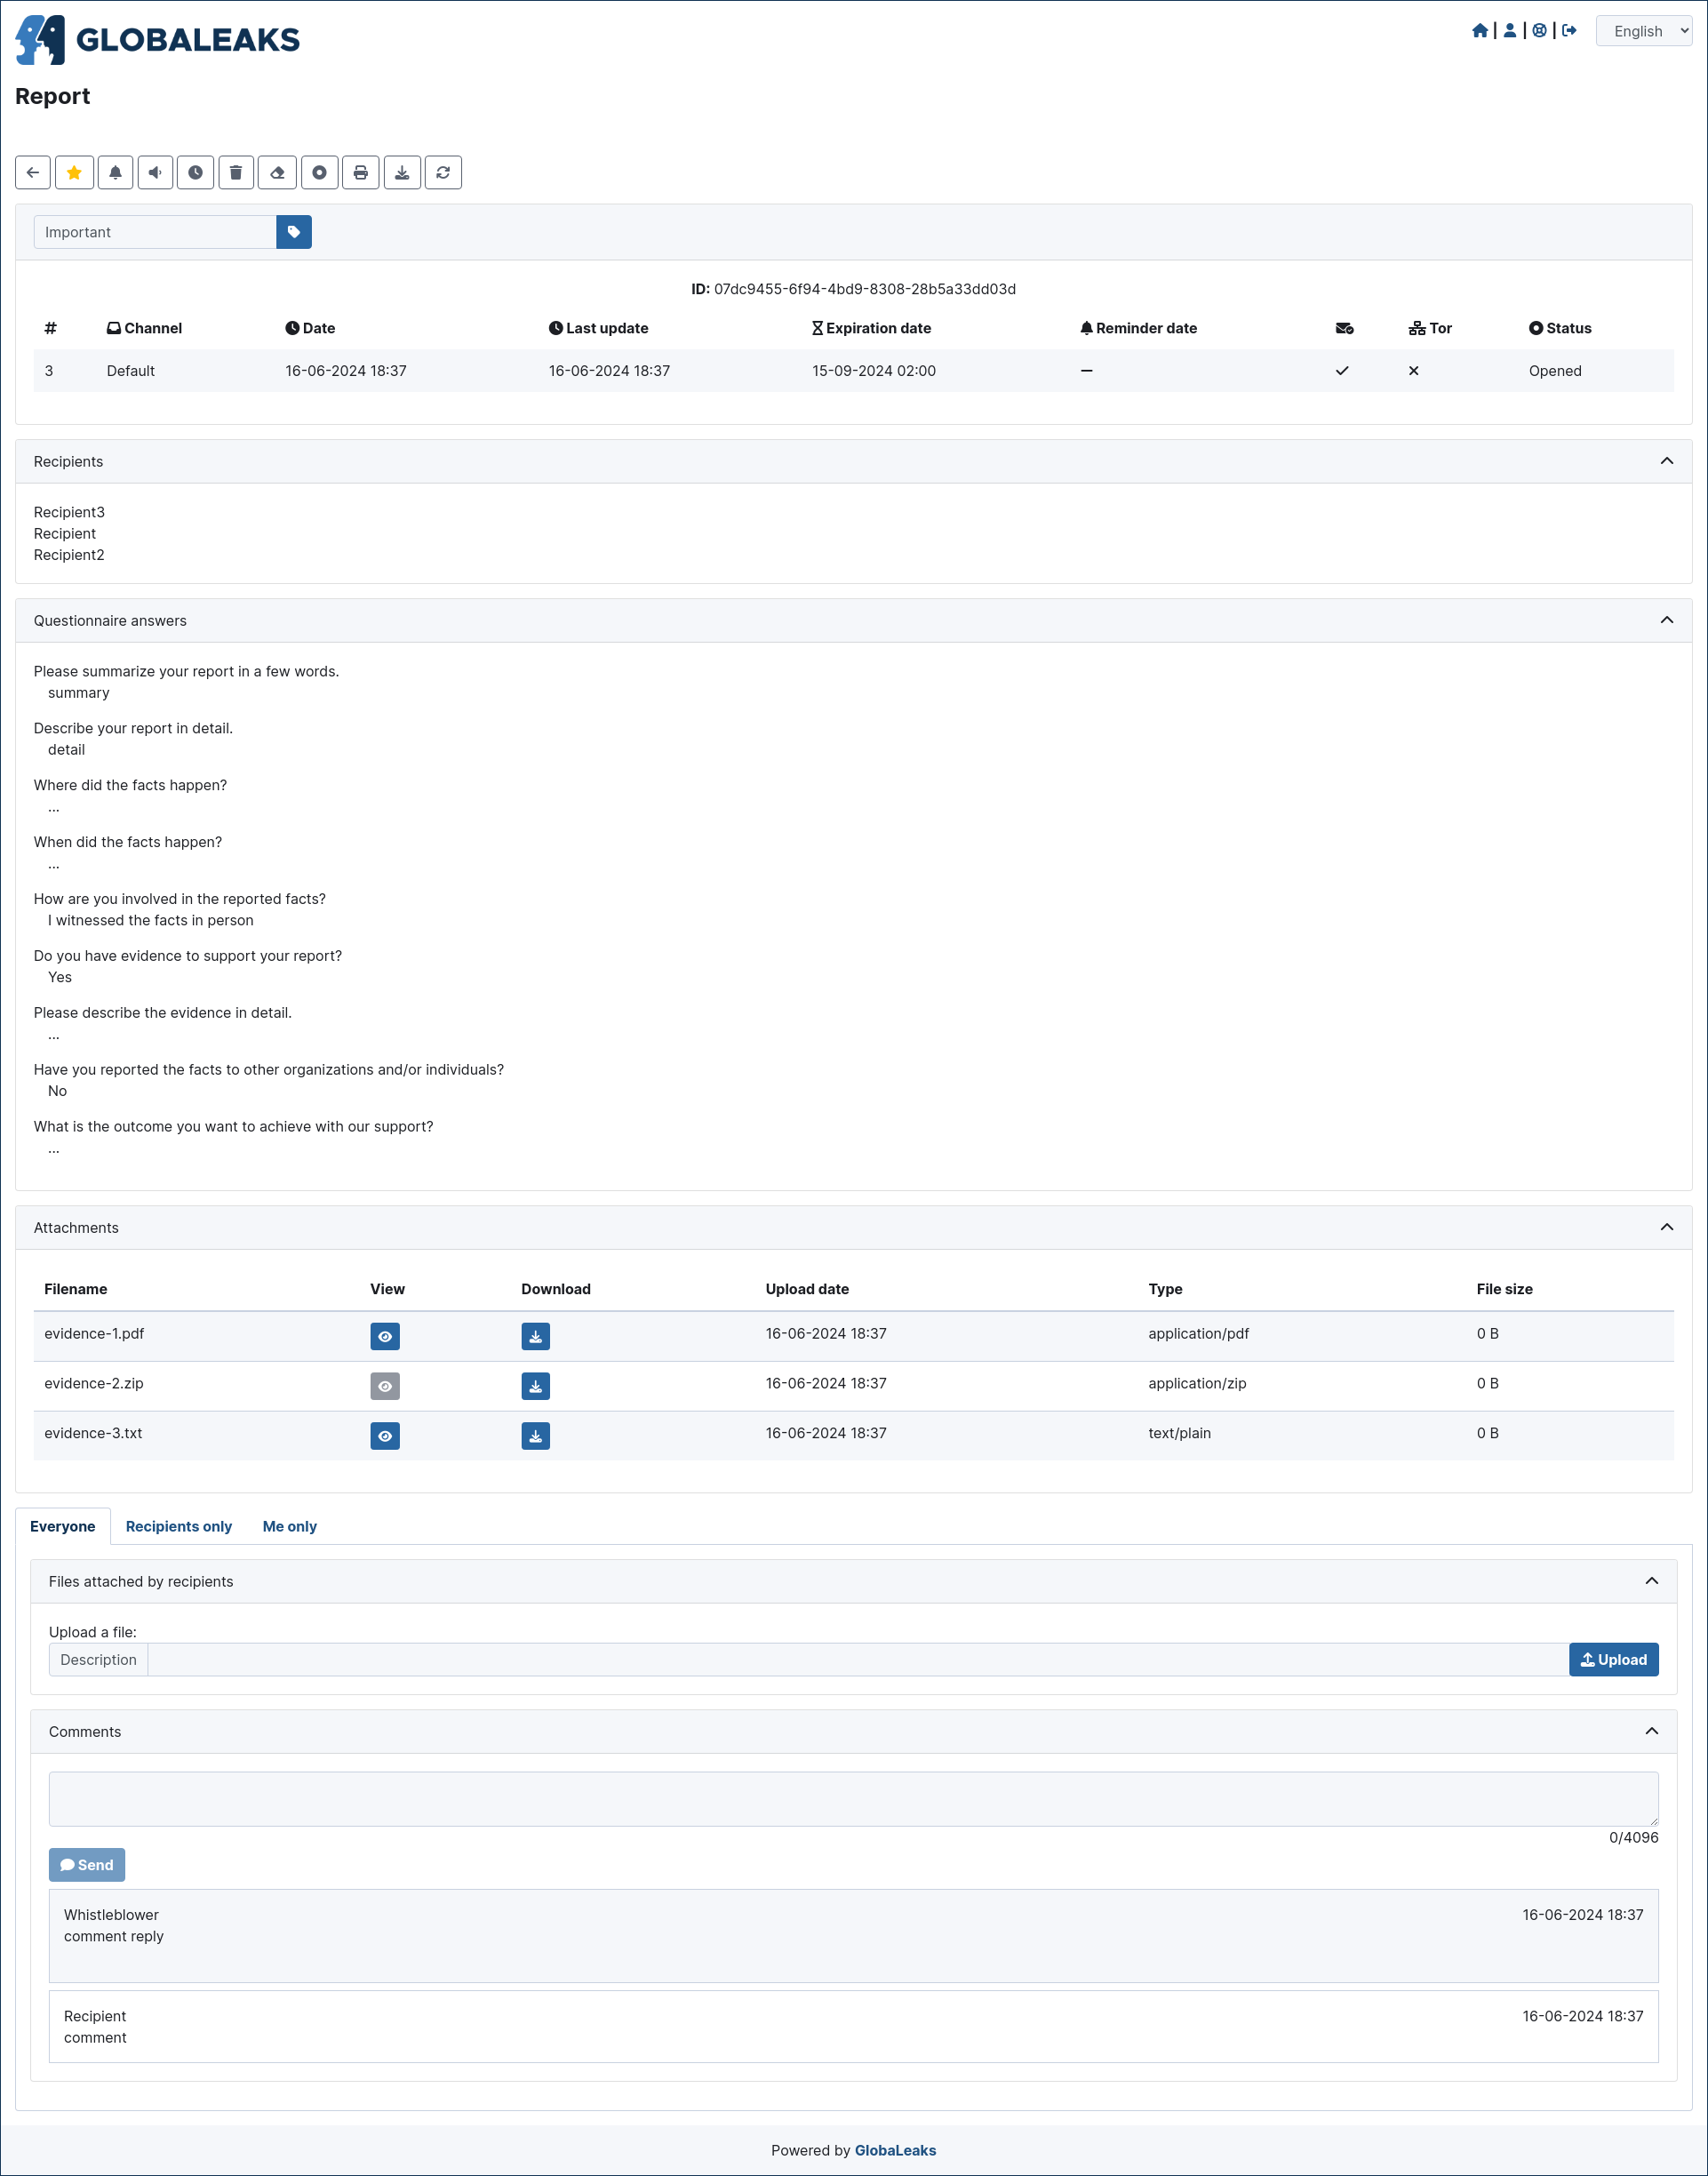 GLOBALEAKS
English
Report
Important
ID: 07dc9455-6f94-4bd9-8308-28b5a33dd03d
# Channel Date Last update Expiration date Reminder date Tor Status
3 Default 16-06-2024 18:37 16-06-2024 18:37 15-09-2024 02:00 — Opened
Recipients
Recipient3
Recipient
Recipient2
Questionnaire answers
Please summarize your report in a few words.
summary
Describe your report in detail.
detail
Where did the facts happen?
...
When did the facts happen?
...
How are you involved in the reported facts?
I witnessed the facts in person
Do you have evidence to support your report?
Yes
Please describe the evidence in detail.
...
Have you reported the facts to other organizations and/or individuals?
No
What is the outcome you want to achieve with our support?
...
Attachments
Filename View Download Upload date Type File size
evidence-1.pdf 16-06-2024 18:37 application/pdf 0 B
evidence-2.zip 16-06-2024 18:37 application/zip 0 B
evidence-3.txt 16-06-2024 18:37 text/plain 0 B
Everyone Recipients only Me only
Files attached by recipients
Upload a file:
Description Upload
Comments
0/4096
Send
Whistleblower 16-06-2024 18:37
comment reply
Recipient 16-06-2024 18:37
comment
Powered by GlobaLeaks